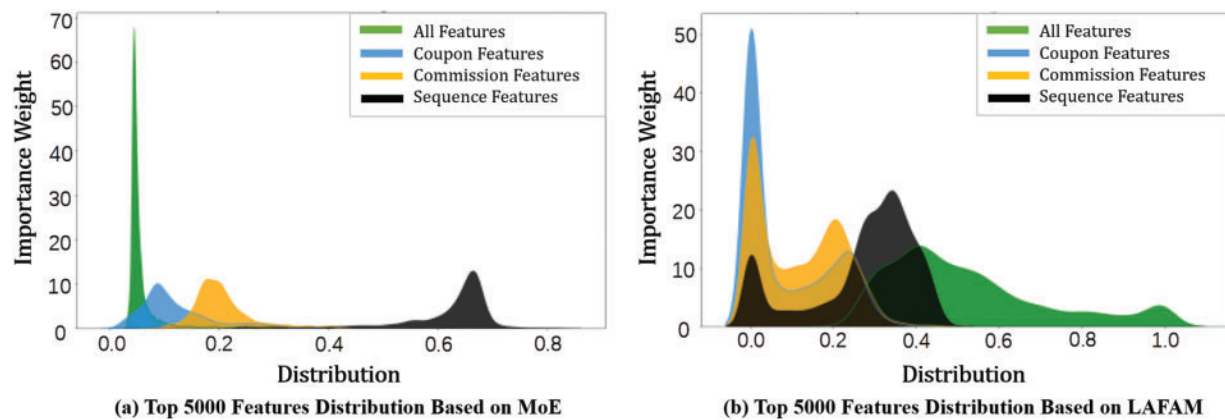 All Features
Coupon Features
Commission Features
Sequence Features
Importance Weight
70
60
50
40
30
20
10
0
0.0 0.2 0.4 0.6 0.8
Distribution
(a) Top 5000 Features Distribution Based on MoE
All Features
Coupon Features
Commission Features
Sequence Features
Importance Weight
50
40
30
20
10
0
0.0 0.2 0.4 0.6 0.8 1.0
Distribution
(b) Top 5000 Features Distribution Based on LAFAM